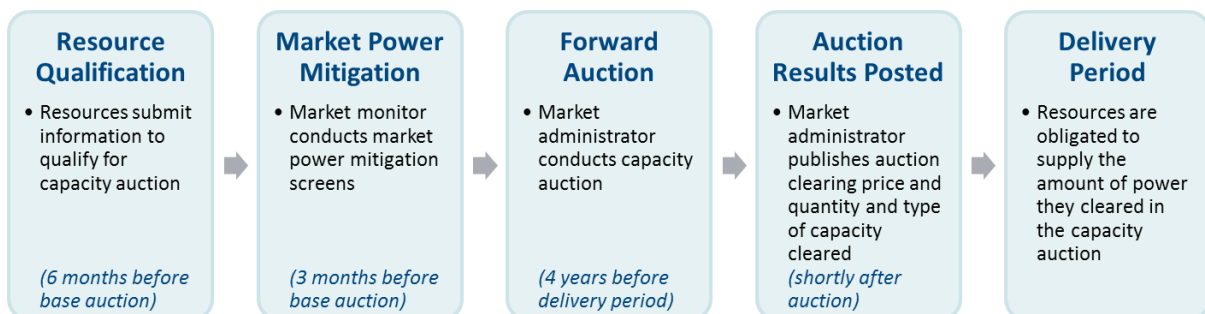 Resource
Qualification
• Resources submit
information to
qualify for
capacity auction
(6 months before
base auction)
Market Power
Mitigation
• Market monitor
conducts market
power mitigation
screens
(3 months before
base auction)
Forward
Auction
• Market
administrator
conducts capacity
auction
(4 years before
delivery period)
Auction
Results Posted
• Market
administrator
publishes auction
clearing price and
quantity and type
of capacity
cleared
(shortly after
auction)
Delivery
Period
• Resources are
obligated to
supply the
amount of power
they cleared in
the capacity
auction